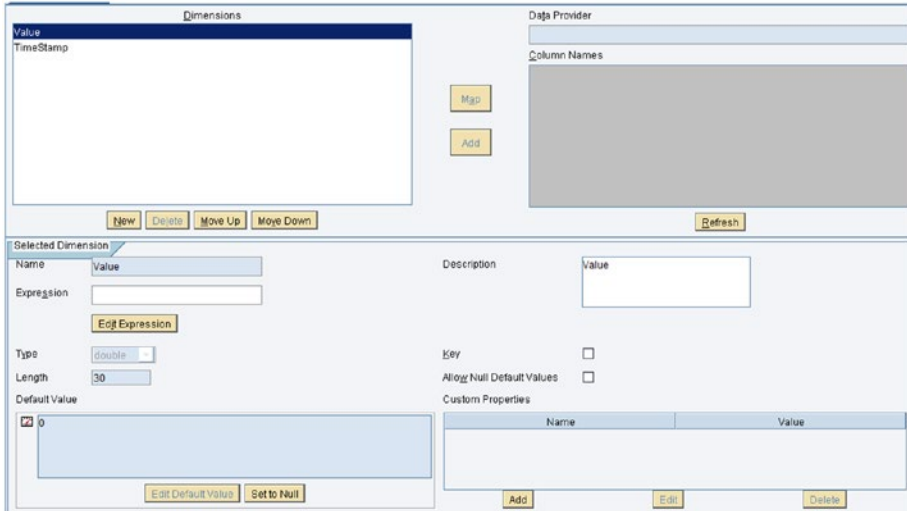 Dimensions
Value
TimeStamp
Data Provider
Column Names
Map
Add
New Delete Move Up Move Down
Refresh
Selected Dimension
Name Value
Description Value
Expression
Edit Expression
Type double
Key
Length 30
Allow Null Default Values
Default Value
Custom Properties
0
Name Value
Edit Default Value Set to Null
Add Edit Delete